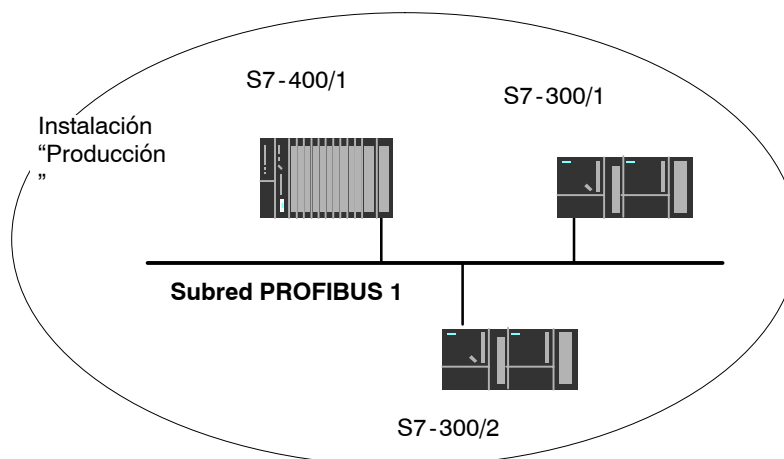 S7-400/1
S7-300/1
Instalación
“Producción
”
Subred PROFIBUS 1
S7-300/2